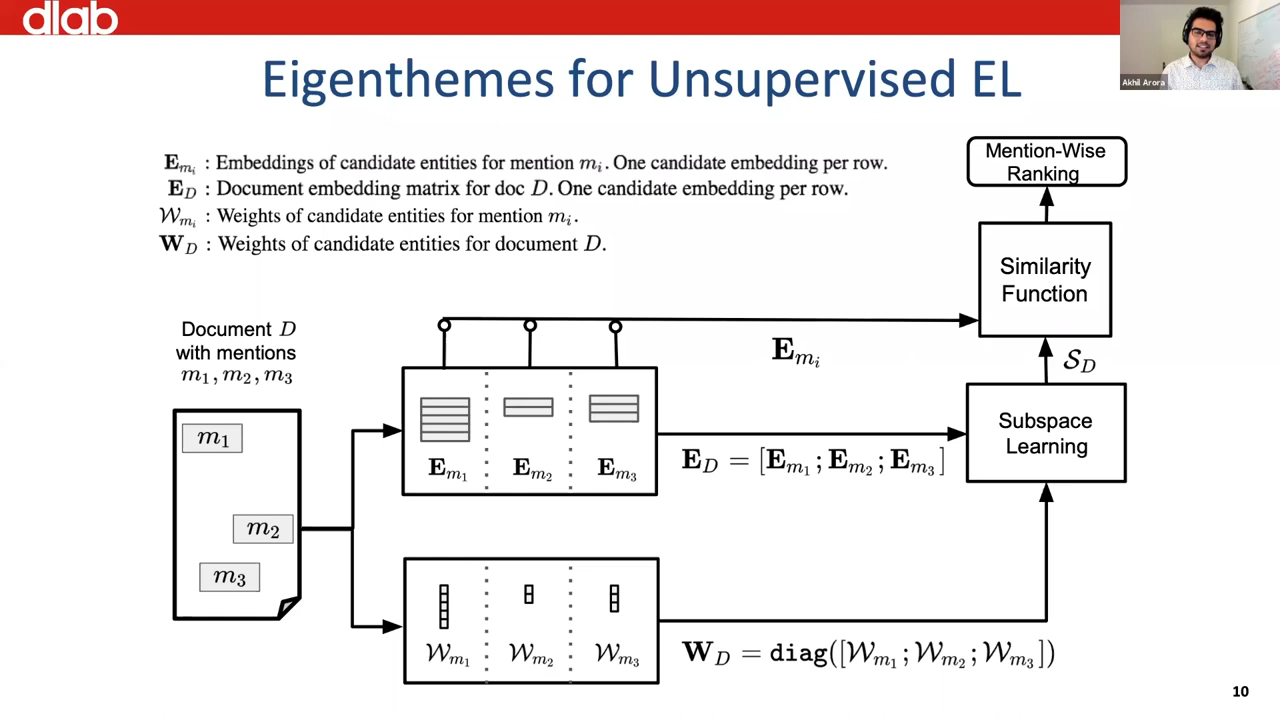 dlab
Akhil Arora
Eigenthemes for Unsupervised EL
E_{m_i} : Embeddings of candidate entities for mention m_i. One candidate embedding per row.
E_D : Document embedding matrix for doc D. One candidate embedding per row.
𝒲_{m_i} : Weights of candidate entities for mention m_i.
W_D : Weights of candidate entities for document D.
Mention-Wise
Ranking
Similarity
Function
Document D
with mentions
m_1, m_2, m_3
E_{m_i}
𝒮_D
Subspace
Learning
m_1
m_2
m_3
E_{m_1} E_{m_2} E_{m_3}
E_D = [E_{m_1}; E_{m_2}; E_{m_3}]
𝒲_{m_1} 𝒲_{m_2} 𝒲_{m_3}
W_D = diag([𝒲_{m_1}; 𝒲_{m_2}; 𝒲_{m_3}])
10